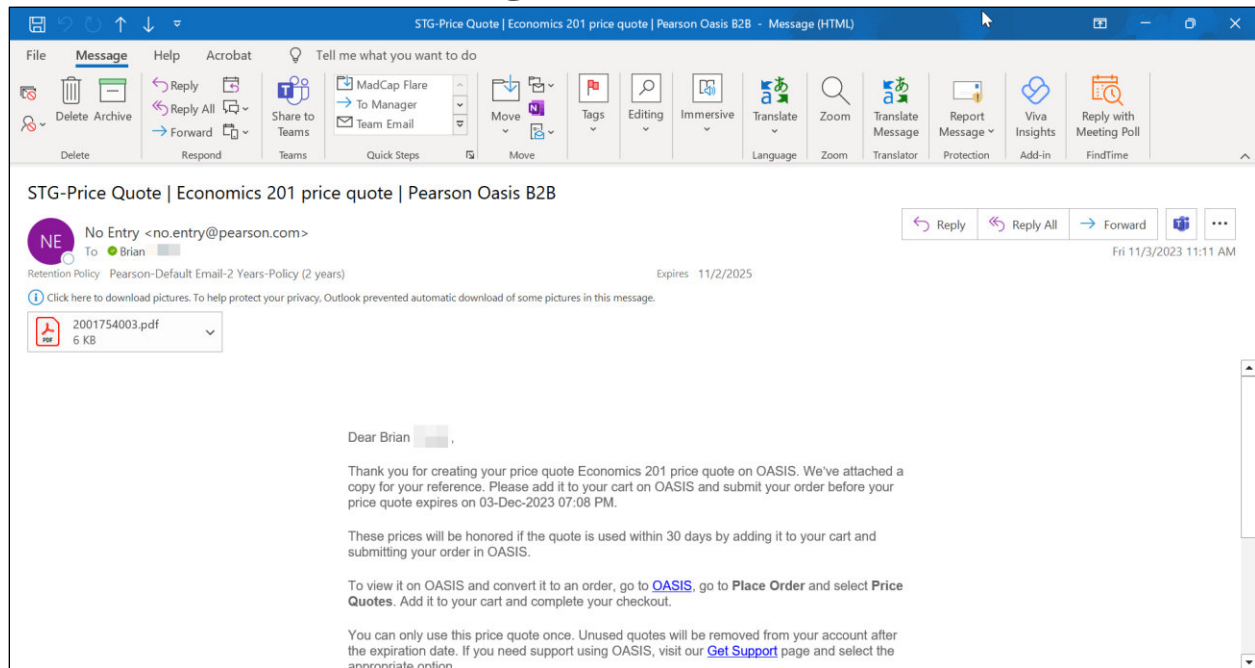 STG-Price Quote | Economics 201 price quote | Pearson Oasis B2B - Message (HTML)
File Message Help Acrobat Tell me what you want to do
Delete Archive
Reply
Reply All
Forward
Share to Teams
MadCap Flare
To Manager
Team Email
Move
Tags
Editing
Immersive
あ
a
Translate
Zoom
あ
a
Translate Message
Report Message
Viva Insights
Reply with Meeting Poll
Delete Respond Teams Quick Steps Move Language Zoom Translator Protection Add-in FindTime
STG-Price Quote | Economics 201 price quote | Pearson Oasis B2B
NE
No Entry <no.entry@pearson.com>
To Brian
Reply Reply All Forward
Fri 11/3/2023 11:11 AM
Retention Policy Pearson-Default Email-2 Years-Policy (2 years) Expires 11/2/2025
Click here to download pictures. To help protect your privacy, Outlook prevented automatic download of some pictures in this message.
PDF
2001754003.pdf
6 KB
Dear Brian ,
Thank you for creating your price quote Economics 201 price quote on OASIS. We've attached a
copy for your reference. Please add it to your cart on OASIS and submit your order before your
price quote expires on 03-Dec-2023 07:08 PM.
These prices will be honored if the quote is used within 30 days by adding it to your cart and
submitting your order in OASIS.
To view it on OASIS and convert it to an order, go to OASIS, go to Place Order and select Price
Quotes. Add it to your cart and complete your checkout.
You can only use this price quote once. Unused quotes will be removed from your account after
the expiration date. If you need support using OASIS, visit our Get Support page and select the
appropriate option